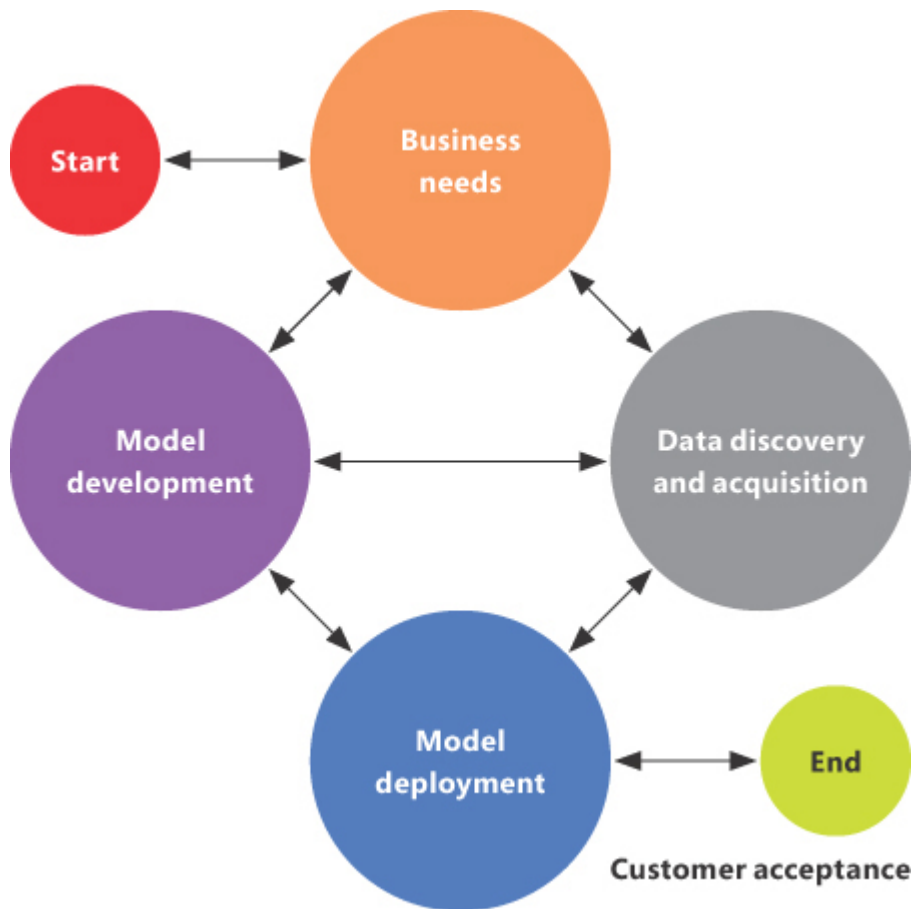 Start
Business
needs
Model
development
Data discovery
and acquisition
Model
deployment
End
Customer acceptance